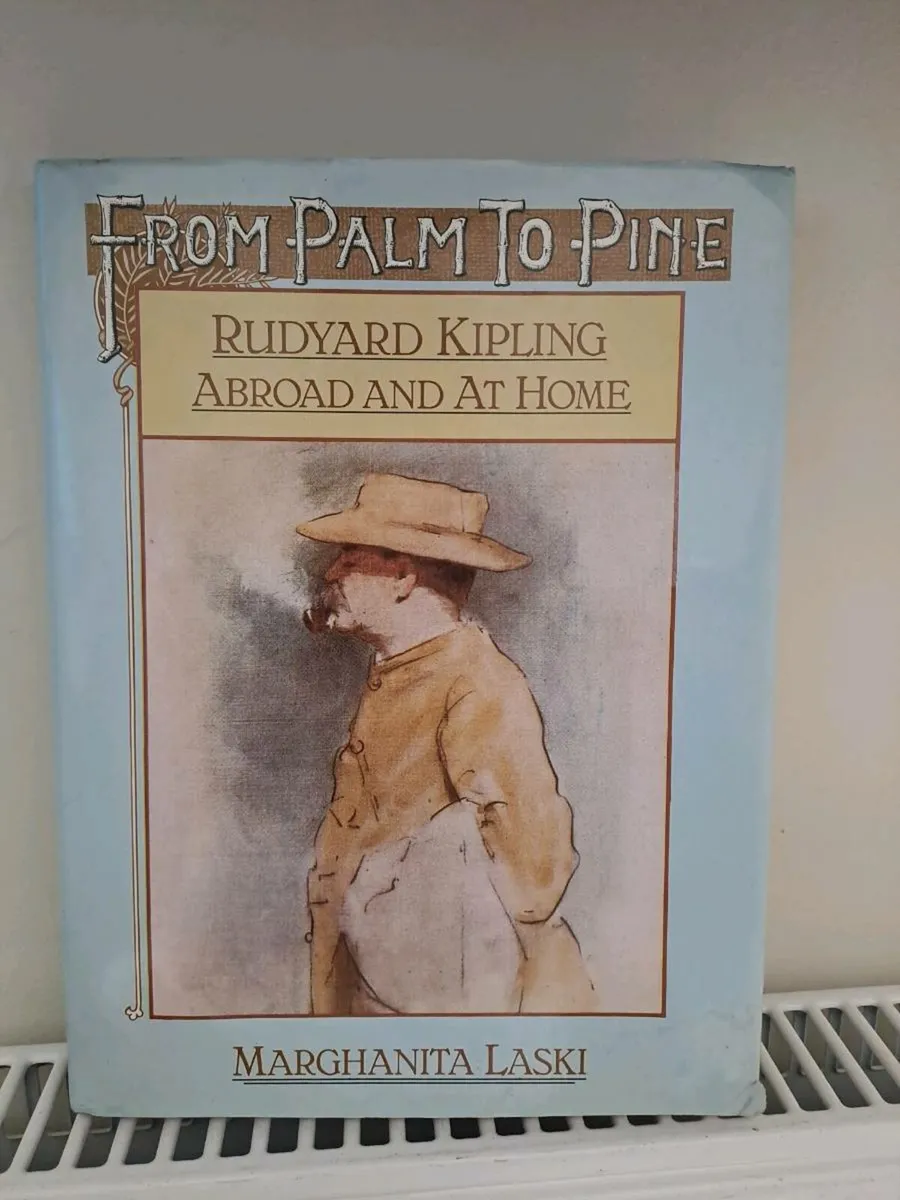 FROM PALM TO PINE
RUDYARD KIPLING
ABROAD AND AT HOME
MARGHANITA LASKI